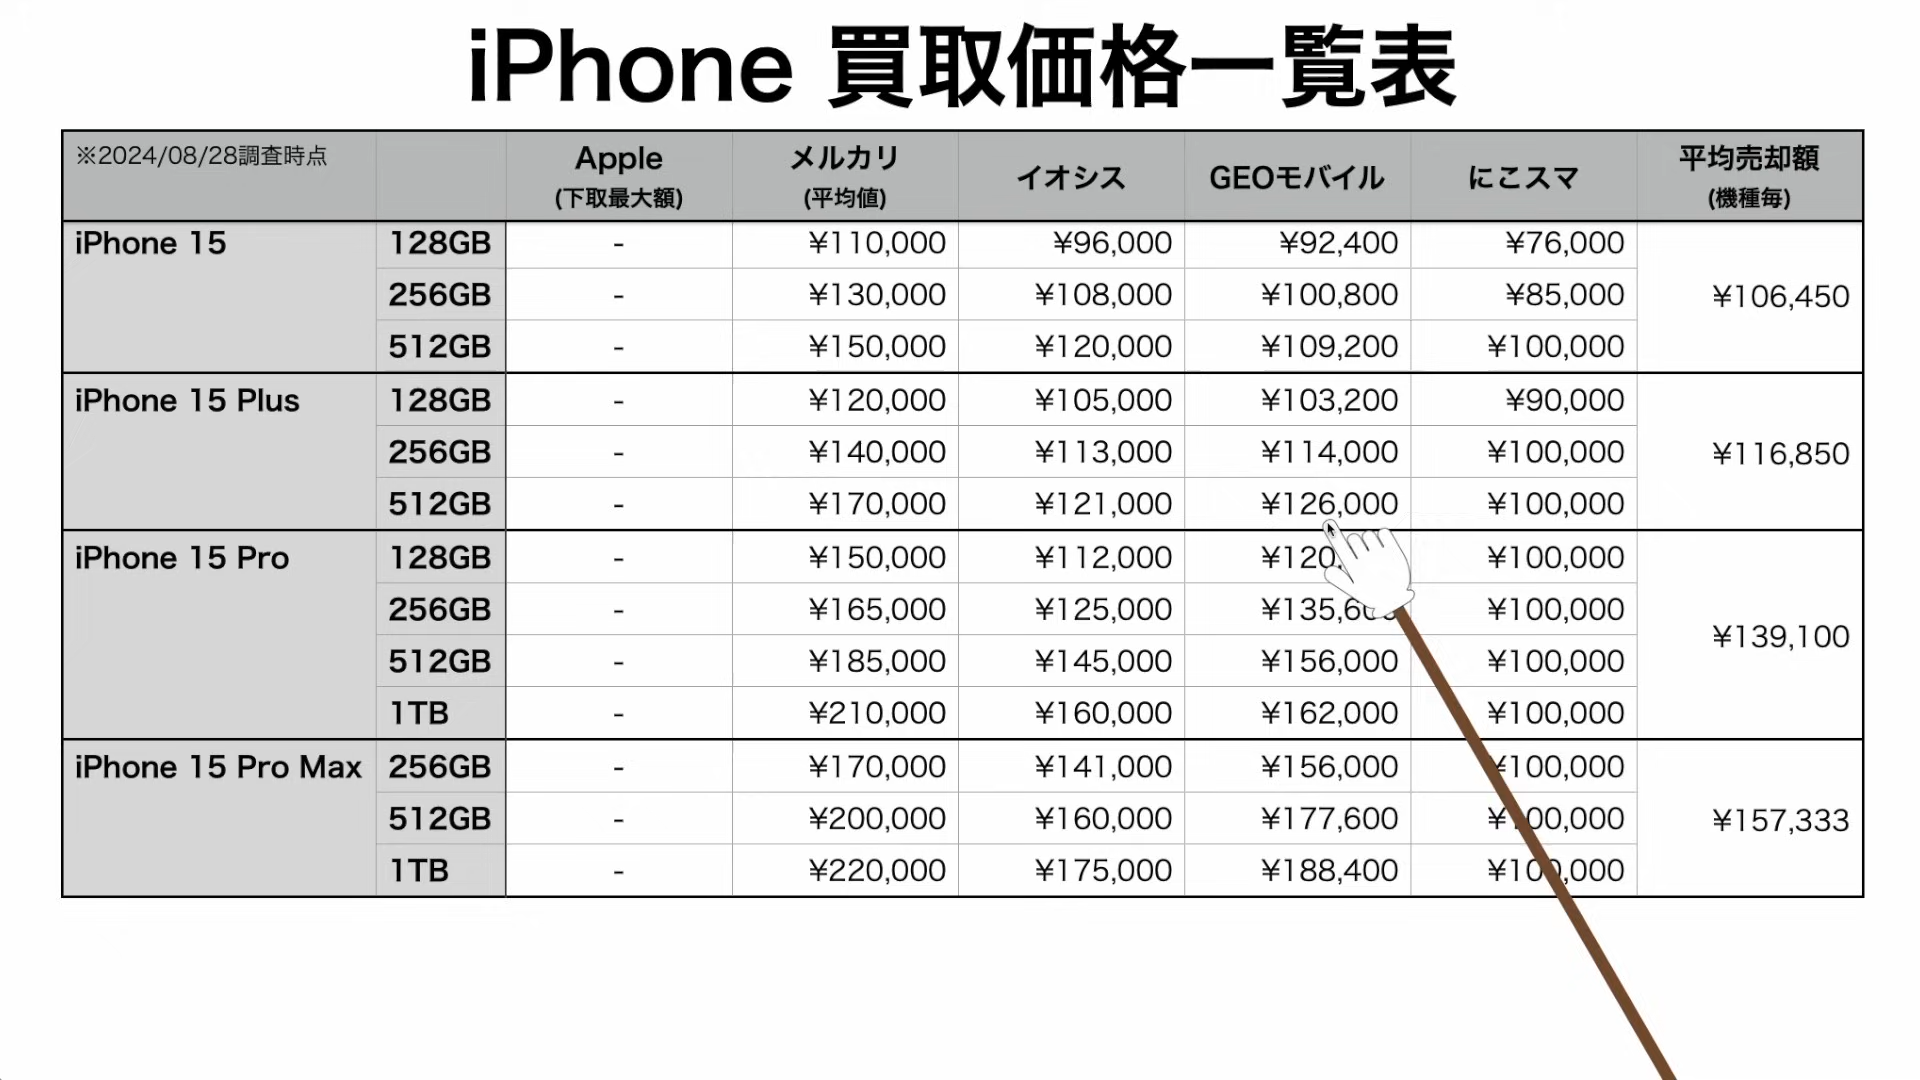 iPhone 買取価格一覧表
※2024/08/28調査時点 Apple (下取最大額) メルカリ (平均値) イオシス GEOモバイル にこスマ 平均売却額 (機種毎)
iPhone 15 128GB - ¥110,000 ¥96,000 ¥92,400 ¥76,000
256GB - ¥130,000 ¥108,000 ¥100,800 ¥85,000 ¥106,450
512GB - ¥150,000 ¥120,000 ¥109,200 ¥100,000
iPhone 15 Plus 128GB - ¥120,000 ¥105,000 ¥103,200 ¥90,000
256GB - ¥140,000 ¥113,000 ¥114,000 ¥100,000 ¥116,850
512GB - ¥170,000 ¥121,000 ¥126,000 ¥100,000
iPhone 15 Pro 128GB - ¥150,000 ¥112,000 ¥100,000
256GB - ¥165,000 ¥125,000 ¥135,600 ¥100,000
512GB - ¥185,000 ¥145,000 ¥156,000 ¥100,000 ¥139,100
1TB - ¥210,000 ¥160,000 ¥162,000 ¥100,000
iPhone 15 Pro Max 256GB - ¥170,000 ¥141,000 ¥156,000 ¥100,000
512GB - ¥200,000 ¥160,000 ¥177,600 ¥100,000 ¥157,333
1TB - ¥220,000 ¥175,000 ¥188,400 ¥100,000